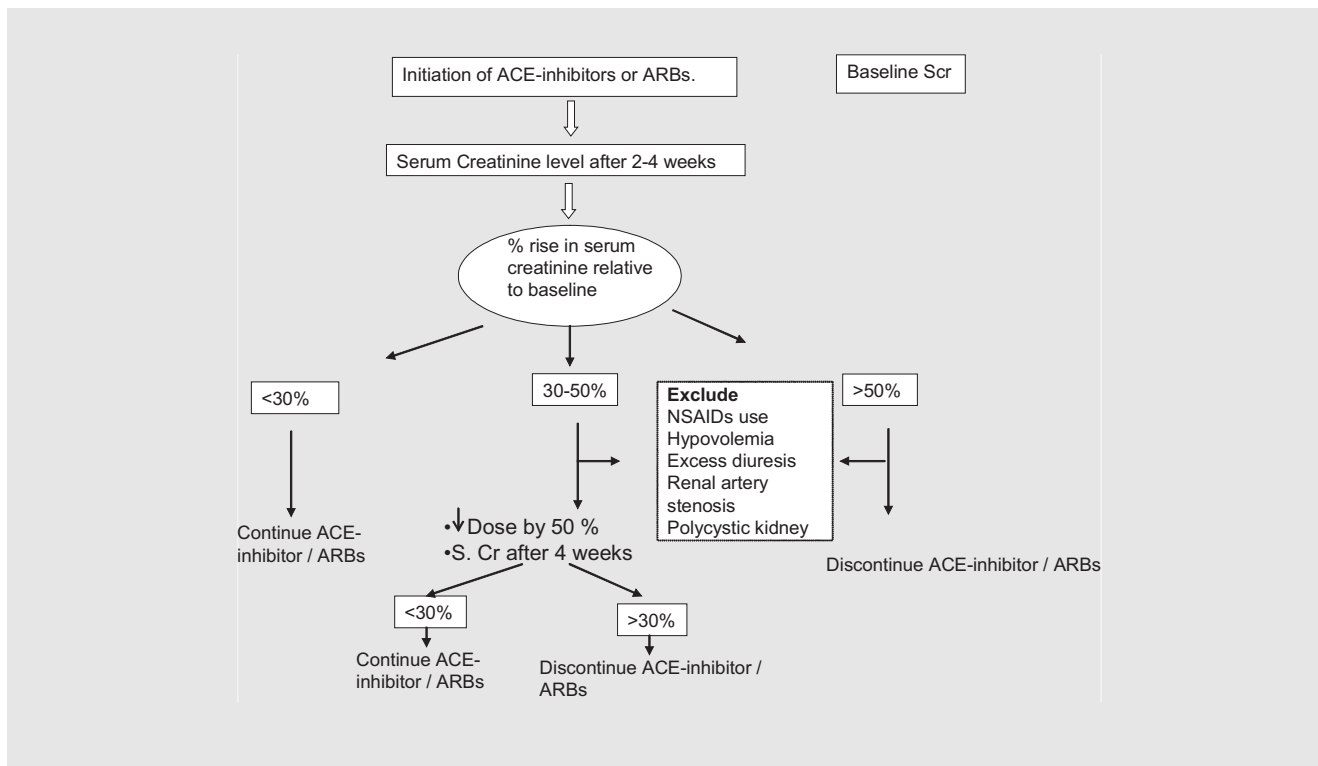 Initiation of ACE-inhibitors or ARBs.
Baseline Scr
Serum Creatinine level after 2-4 weeks
% rise in serum
creatinine relative
to baseline
<30%
30-50%
Exclude
NSAIDs use
Hypovolemia
Excess diuresis
Renal artery
stenosis
Polycystic kidney
>50%
Continue ACE-
inhibitor / ARBs
•↓Dose by 50 %
•S. Cr after 4 weeks
Discontinue ACE-inhibitor / ARBs
<30%
>30%
Continue ACE-
inhibitor / ARBs
Discontinue ACE-inhibitor /
ARBs